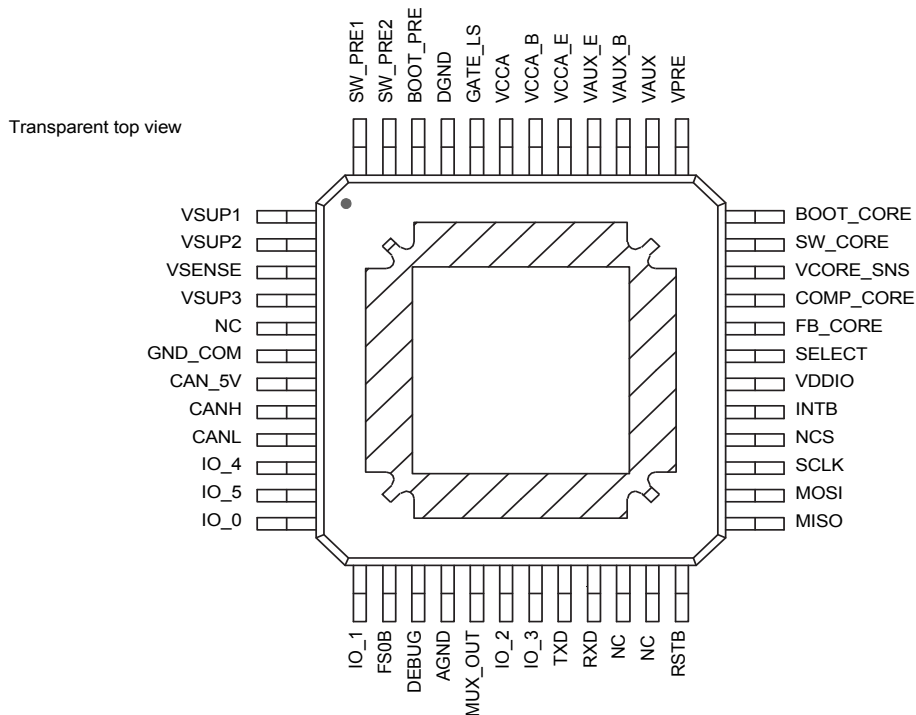 SW_PRE1
SW_PRE2
BOOT_PRE
DGND
GATE_LS
VCCA
VCCA_B
VCCA_E
VAUX_E
VAUX_B
VAUX
VPRE
Transparent top view
VSUP1
VSUP2
VSENSE
VSUP3
NC
GND_COM
CAN_5V
CANH
CANL
IO_4
IO_5
IO_0
BOOT_CORE
SW_CORE
VCORE_SNS
COMP_CORE
FB_CORE
SELECT
VDDIO
INTB
NCS
SCLK
MOSI
MISO
IO_1
FS0B
DEBUG
AGND
MUX_OUT
IO_2
IO_3
TXD
RXD
NC
NC
RSTB